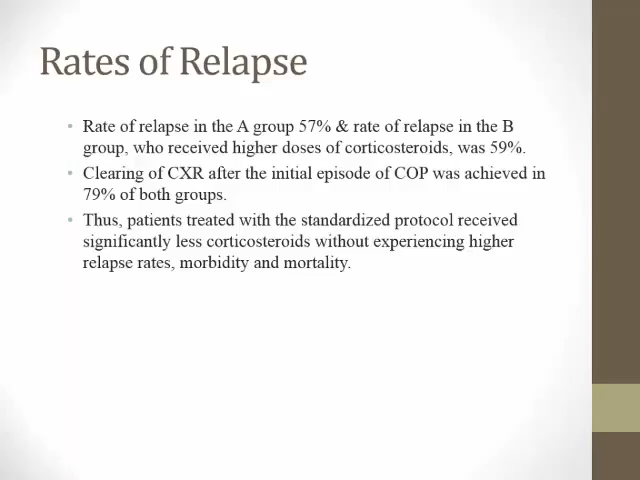 Rates of Relapse
• Rate of relapse in the A group 57% & rate of relapse in the B
group, who received higher doses of corticosteroids, was 59%.
• Clearing of CXR after the initial episode of COP was achieved in
79% of both groups.
• Thus, patients treated with the standardized protocol received
significantly less corticosteroids without experiencing higher
relapse rates, morbidity and mortality.